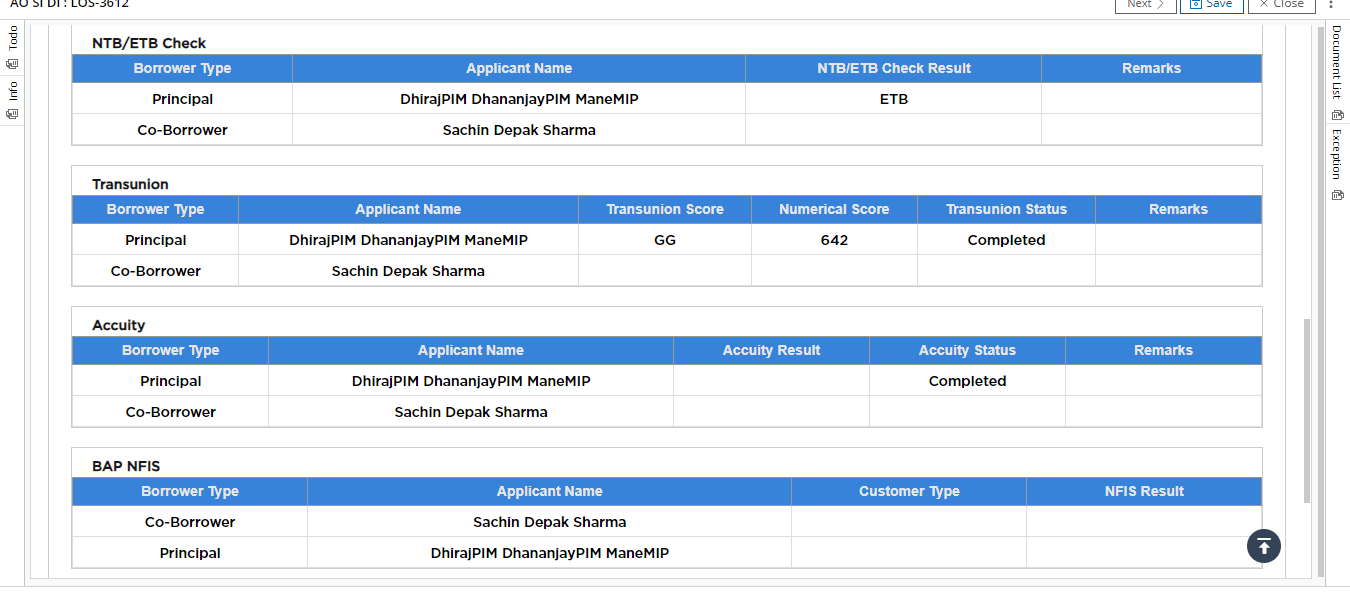 AO SI DI : LOS-3612
Next Save Close
Todo
Info
Document List
Exception
NTB/ETB Check
Borrower Type Applicant Name NTB/ETB Check Result Remarks
Principal DhirajPIM DhananjayPIM ManeMIP ETB
Co-Borrower Sachin Depak Sharma
Transunion
Borrower Type Applicant Name Transunion Score Numerical Score Transunion Status Remarks
Principal DhirajPIM DhananjayPIM ManeMIP GG 642 Completed
Co-Borrower Sachin Depak Sharma
Accuity
Borrower Type Applicant Name Accuity Result Accuity Status Remarks
Principal DhirajPIM DhananjayPIM ManeMIP Completed
Co-Borrower Sachin Depak Sharma
BAP NFIS
Borrower Type Applicant Name Customer Type NFIS Result
Co-Borrower Sachin Depak Sharma
Principal DhirajPIM DhananjayPIM ManeMIP